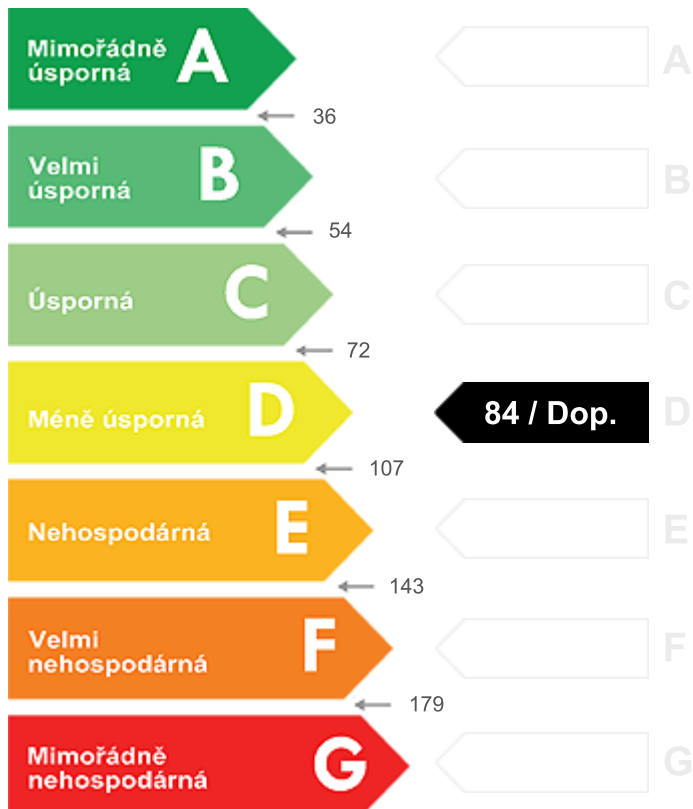 Mimořádně
úsporná
A
A
36
Velmi
úsporná
B
B
54
Úsporná
C
C
72
Méně úsporná
D
84 / Dop.
D
107
Nehospodárná
E
E
143
Velmi
nehospodárná
F
F
179
Mimořádně
nehospodárná
G
G